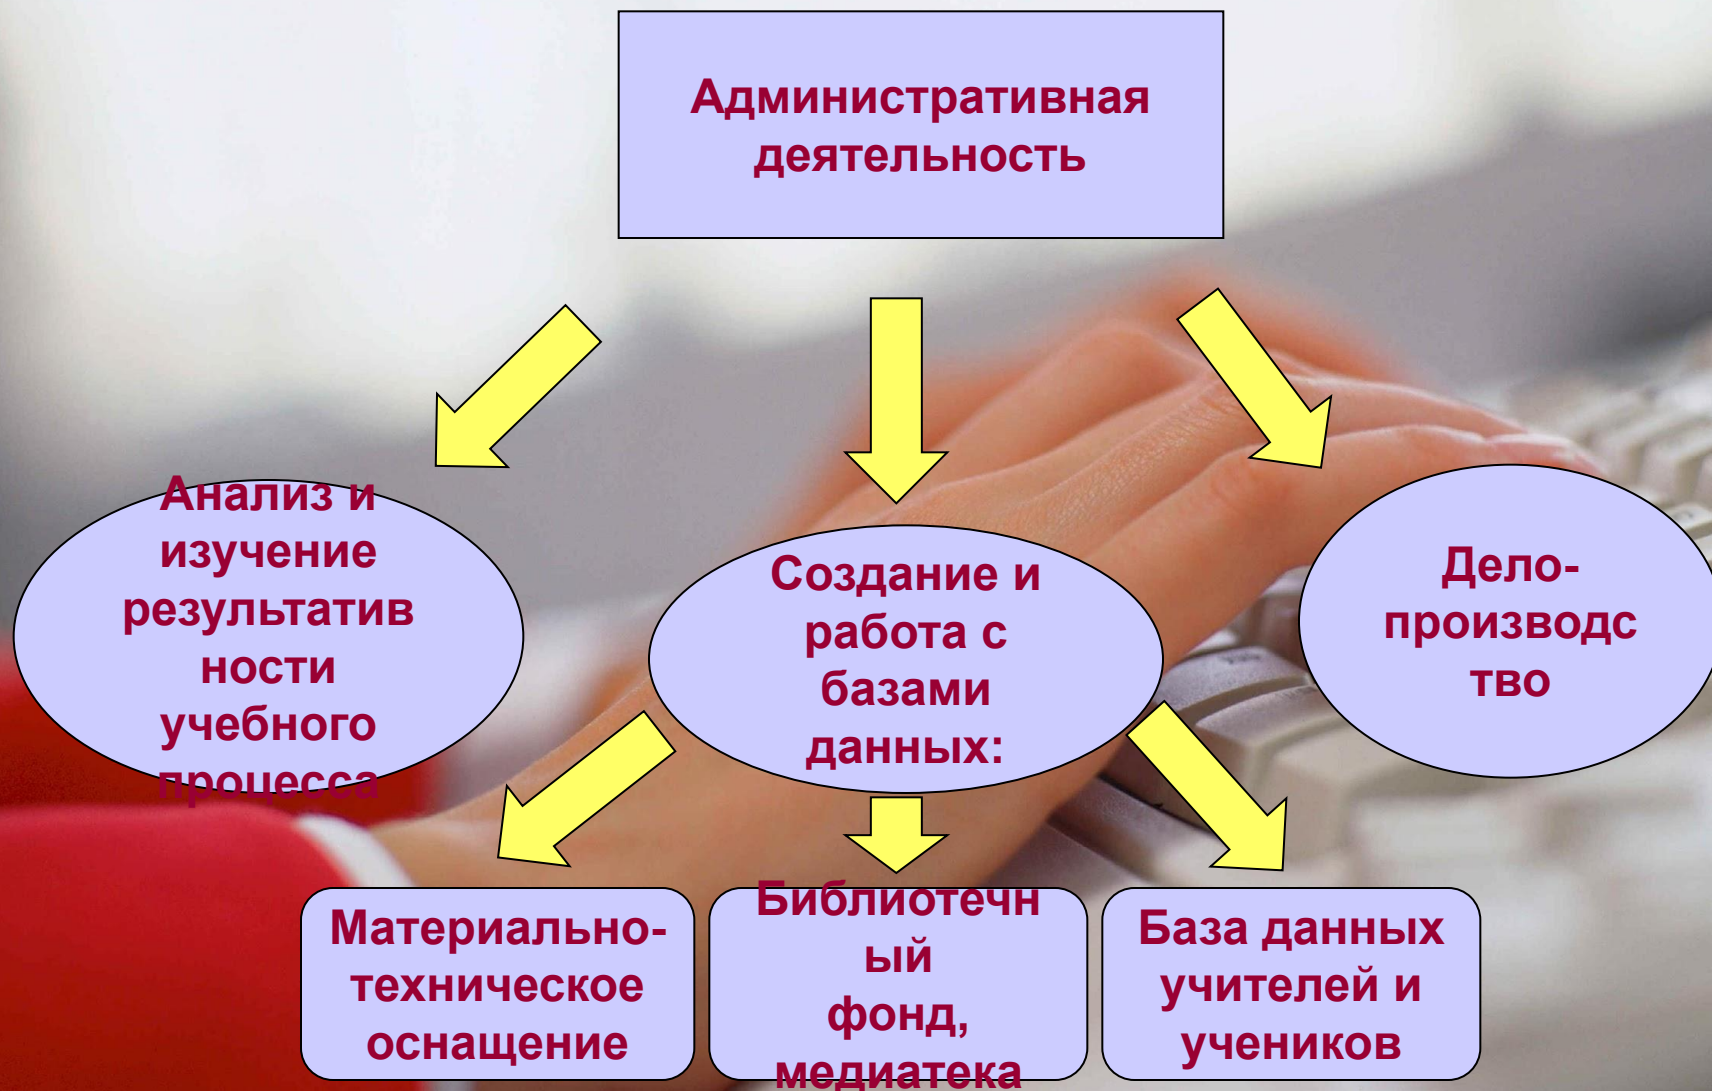 Административная
деятельность
Анализ и
изучение
результатив
ности
учебного
процесса
Создание и
работа с
базами
данных:
Дело-
производс
тво
Материально-
техническое
оснащение
Библиотечн
ый
фонд,
медиатека
База данных
учителей и
учеников